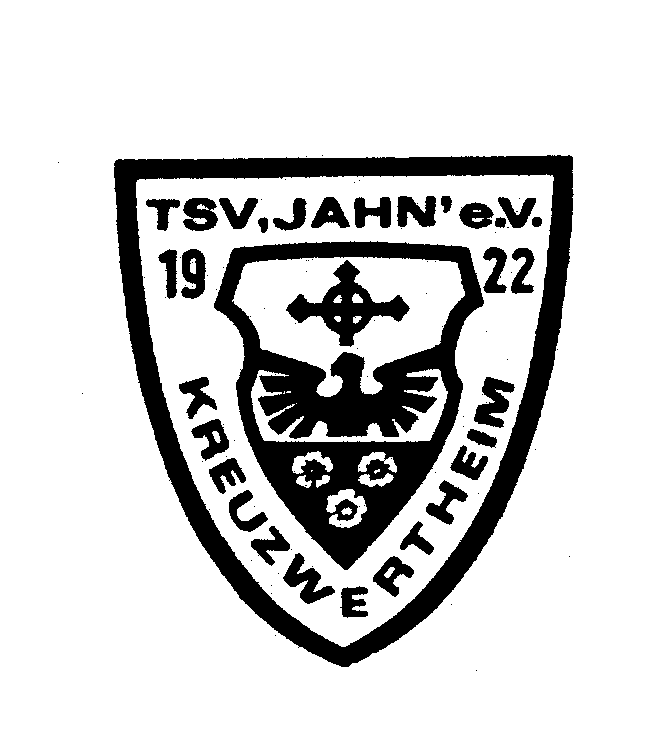 TSV ‚JAHN' e.V.
19 22
KREUZWERTHEIM